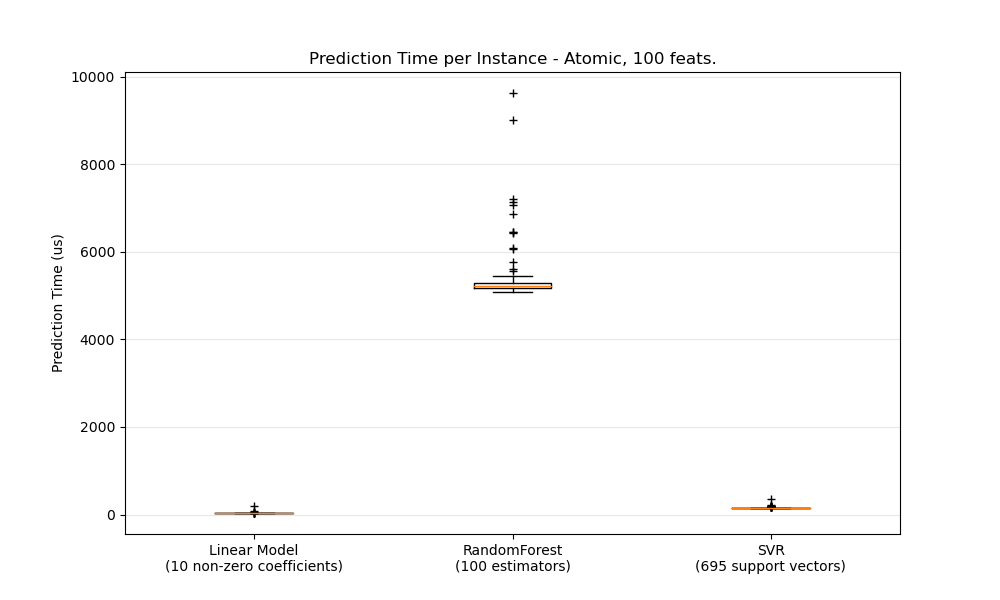 Prediction Time per Instance - Atomic, 100 feats.
Prediction Time (us)
10000
8000
6000
4000
2000
0
Linear Model
(10 non-zero coefficients)
RandomForest
(100 estimators)
SVR
(695 support vectors)